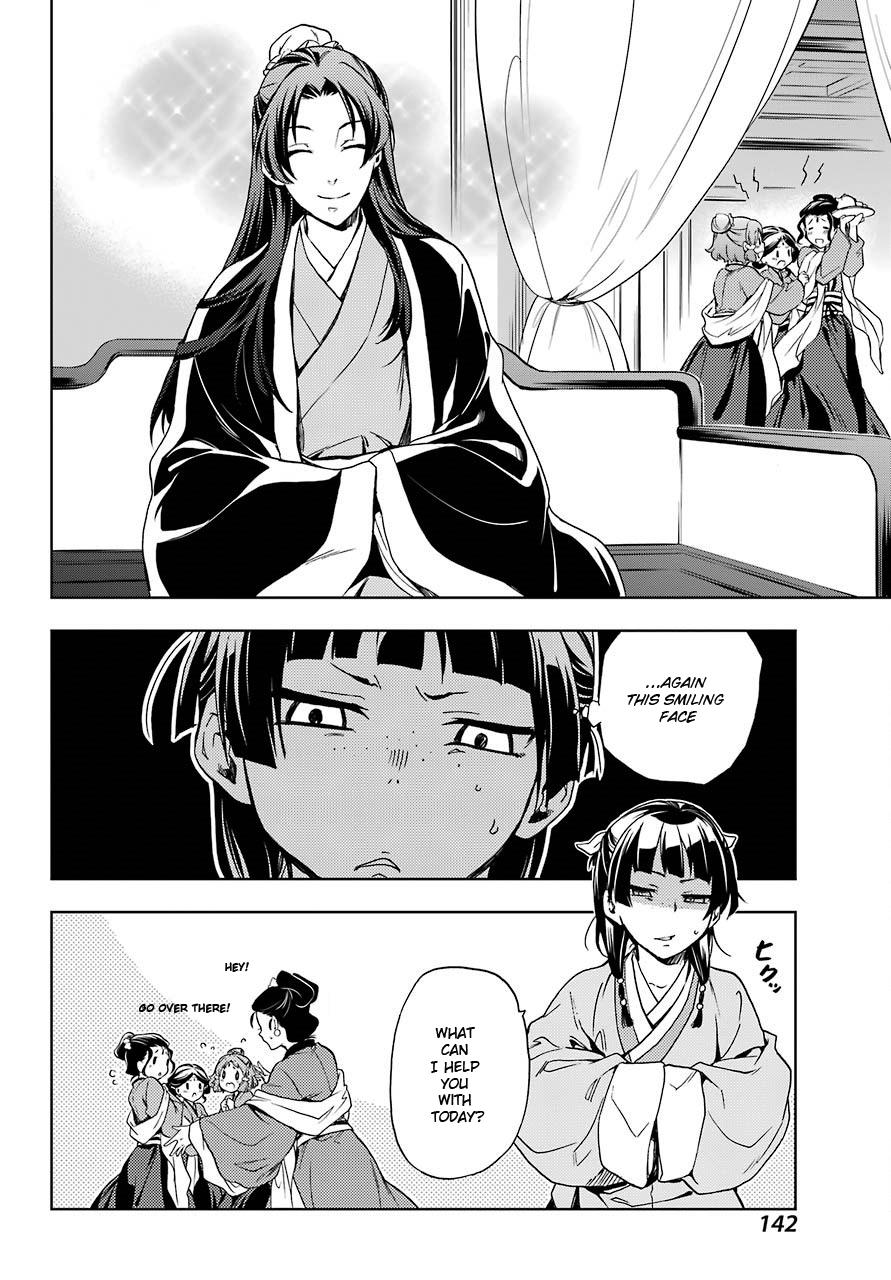 ...AGAIN
THIS SMILING
FACE
ヒクッ
WHAT
CAN
I HELP
YOU
WITH
TODAY?
HEY!
GO OVER THERE!
142